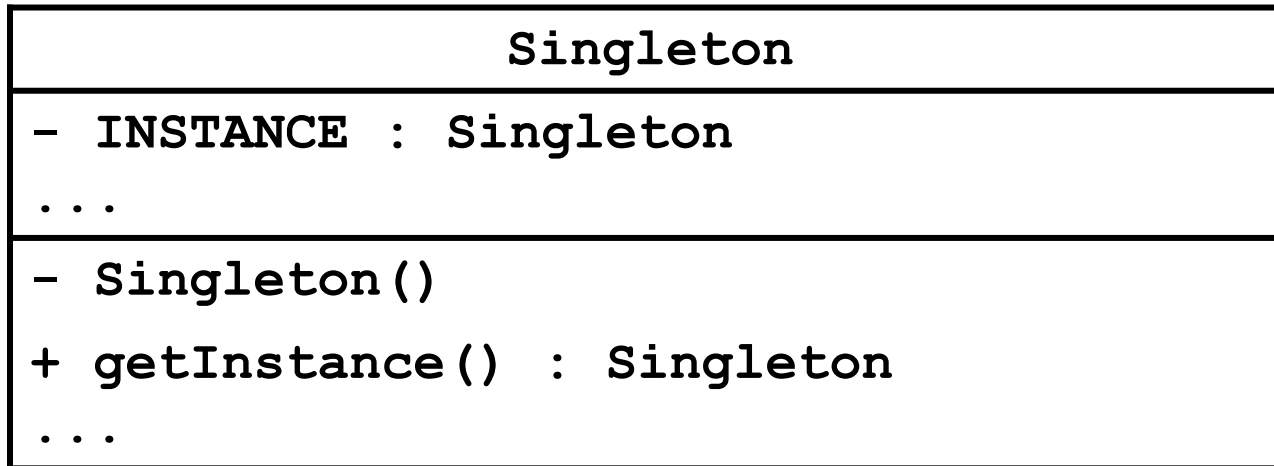 Singleton
- INSTANCE : Singleton
...
- Singleton()
+ getInstance() : Singleton
...